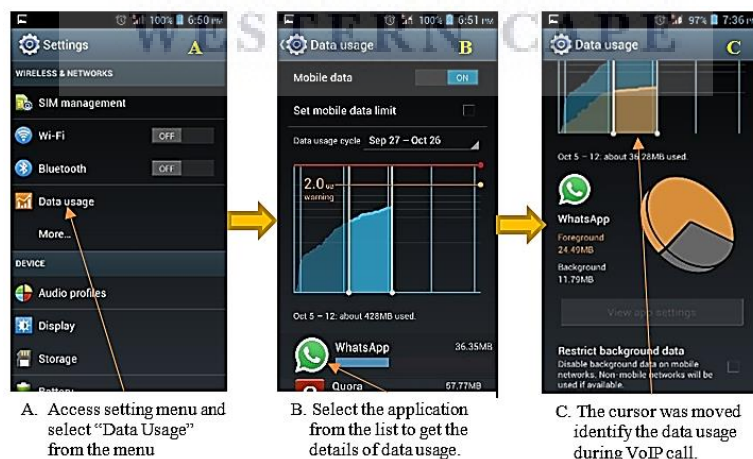 WESTERN CAPE
100% 6:50 PM
Settings
A
WIRELESS & NETWORKS
SIM management
Wi-Fi OFF
Bluetooth OFF
Data usage
More...
DEVICE
Audio profiles
Display
Storage
Battery
A. Access setting menu and
select “Data Usage”
from the menu
100% 6:51 PM
Data usage
B
Mobile data ON
Set mobile data limit
Data usage cycle Sep 27 – Oct 26
2.0 GB
warning
Oct 5 – 12: about 428MB used.
WhatsApp 36.35MB
Quora 57.77MB
B. Select the application
from the list to get the
details of data usage.
97% 7:36 PM
Data usage
C
Oct 5 – 12: about 36.28MB used.
WhatsApp
Foreground
24.49MB
Background
11.79MB
View app settings
Restrict background data
Disable background data on mobile
networks. Non-mobile networks will be
used if available.
C. The cursor was moved
identify the data usage
during VoIP call.